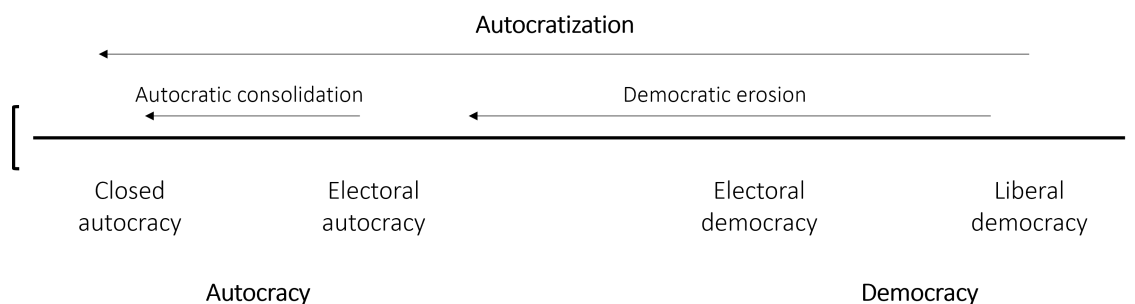 Autocratization
Autocratic consolidation
Democratic erosion
Closed
autocracy
Electoral
autocracy
Electoral
democracy
Liberal
democracy
Autocracy
Democracy